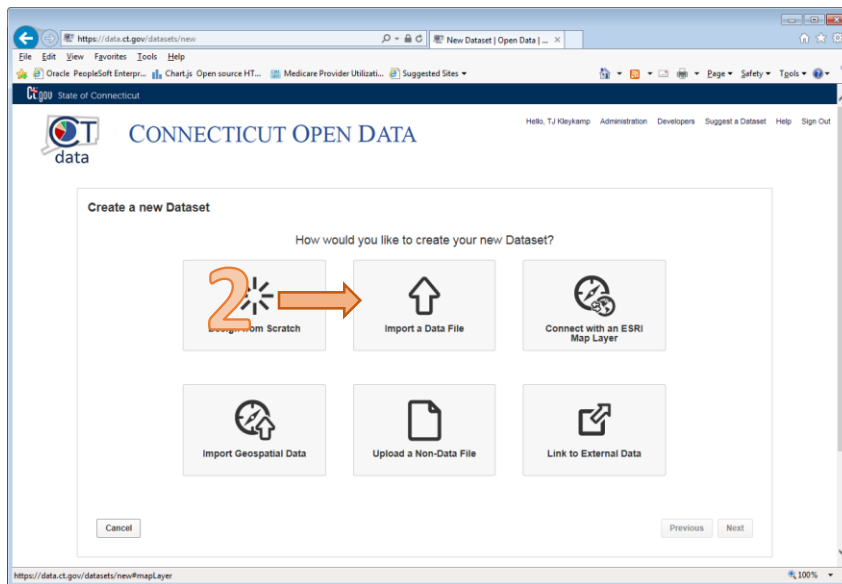 https://data.ct.gov/datasets/new
New Dataset | Open Data | ...
File Edit View Favorites Tools Help
Oracle PeopleSoft Enterpr... Chart.js Open source HT... Medicare Provider Utilizati... Suggested Sites
Page Safety Tools
CT.gov State of Connecticut
CT
data
CONNECTICUT OPEN DATA
Hello, TJ Kleykamp Administration Developers Suggest a Dataset Help Sign Out
Create a new Dataset
How would you like to create your new Dataset?
2
Design from Scratch
Import a Data File
Connect with an ESRI
Map Layer
Import Geospatial Data
Upload a Non-Data File
Link to External Data
Cancel
Previous Next
https://data.ct.gov/datasets/new#mapLayer
100%